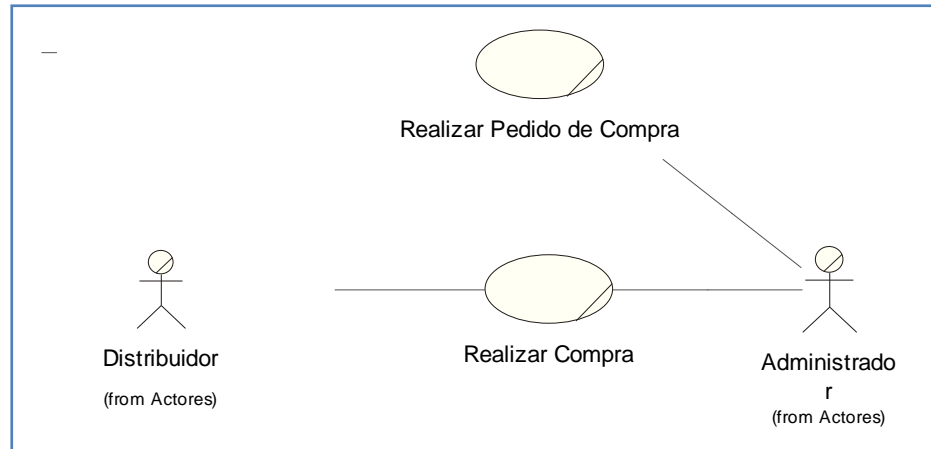 Realizar Pedido de Compra
Distribuidor
(from Actores)
Realizar Compra
Administrado
r
(from Actores)